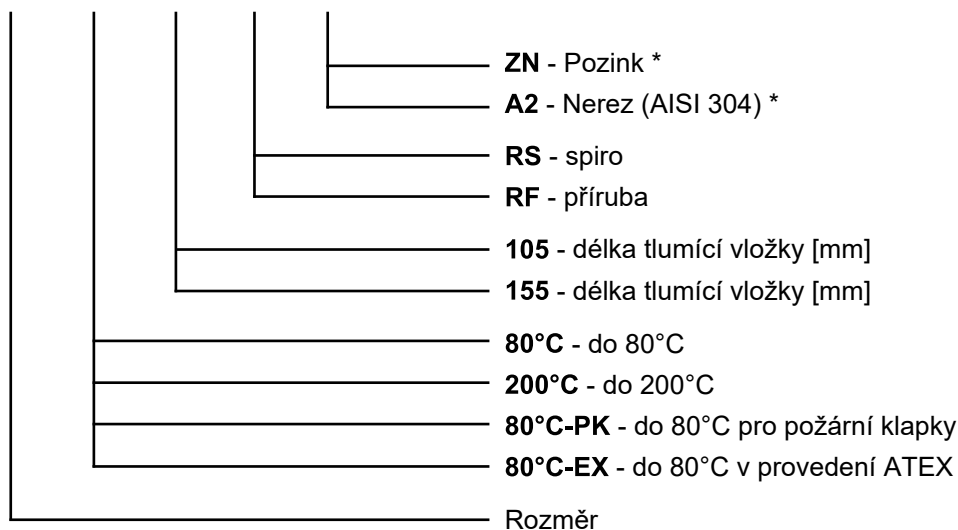 ZN - Pozink *
A2 - Nerez (AISI 304) *
RS - spiro
RF - příruba
105 - délka tlumící vložky [mm]
155 - délka tlumící vložky [mm]
80°C - do 80°C
200°C - do 200°C
80°C-PK - do 80°C pro požární klapky
80°C-EX - do 80°C v provedení ATEX
Rozměr